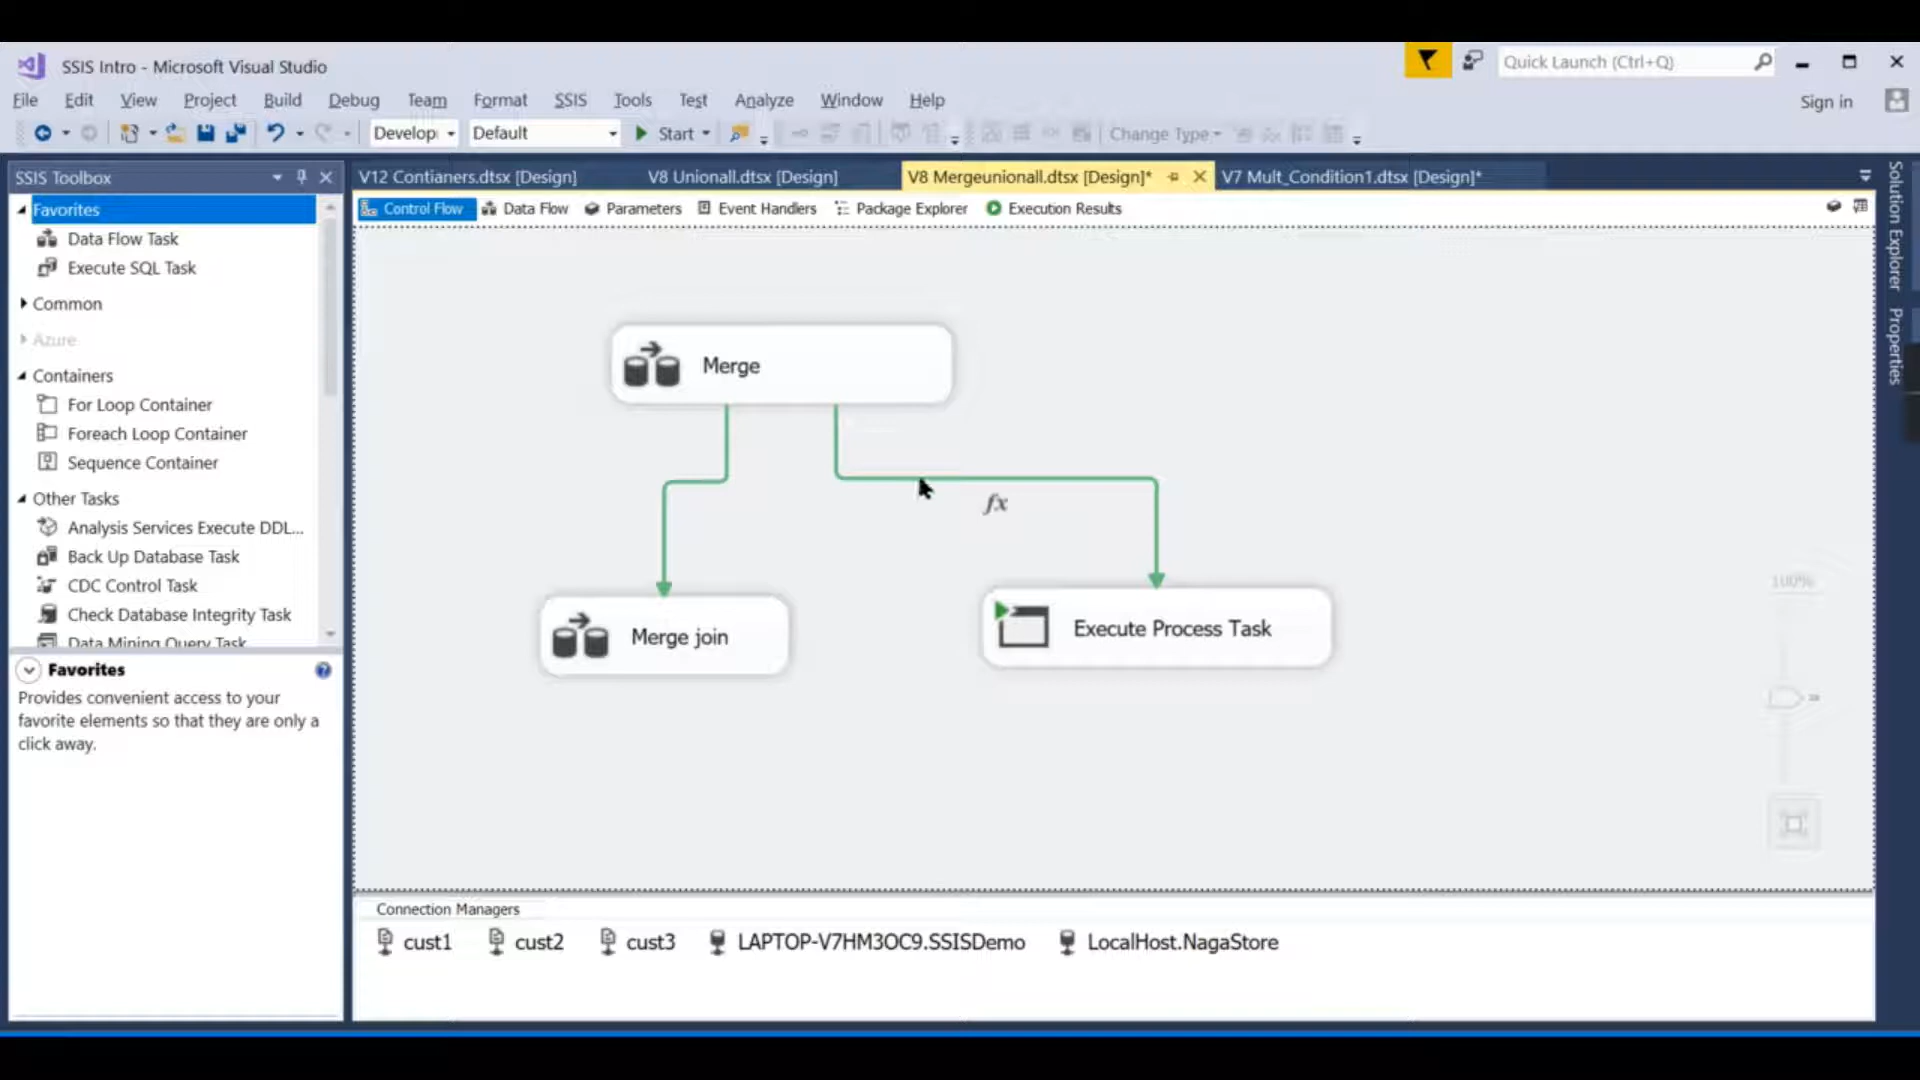 SSIS Intro - Microsoft Visual Studio
Quick Launch (Ctrl+Q)
File Edit View Project Build Debug Team Format SSIS Tools Test Analyze Window Help
Sign in
Develop Default Start Change Type
SSIS Toolbox
V12 Contianers.dtsx [Design] V8 Unionall.dtsx [Design] V8 Mergeunionall.dtsx [Design]* V7 Mult_Condition1.dtsx [Design]*
Control Flow Data Flow Parameters Event Handlers Package Explorer Execution Results
Solution Explorer
Properties
Favorites
Data Flow Task
Execute SQL Task
Common
Azure
Containers
For Loop Container
Foreach Loop Container
Sequence Container
Other Tasks
Analysis Services Execute DDL...
Back Up Database Task
CDC Control Task
Check Database Integrity Task
Data Mining Query Task
Favorites
Provides convenient access to your
favorite elements so that they are only a
click away.
Merge
fx
Merge join
Execute Process Task
100%
Connection Managers
cust1 cust2 cust3 LAPTOP-V7HM3OC9.SSISDemo LocalHost.NagaStore